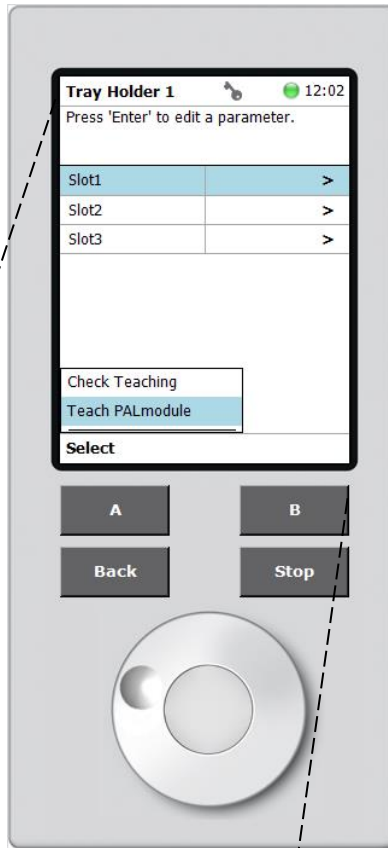 Tray Holder 1 12:02
Press 'Enter' to edit a parameter.
Slot1 >
Slot2 >
Slot3 >
Check Teaching
Teach PALmodule
Select
A B
Back Stop